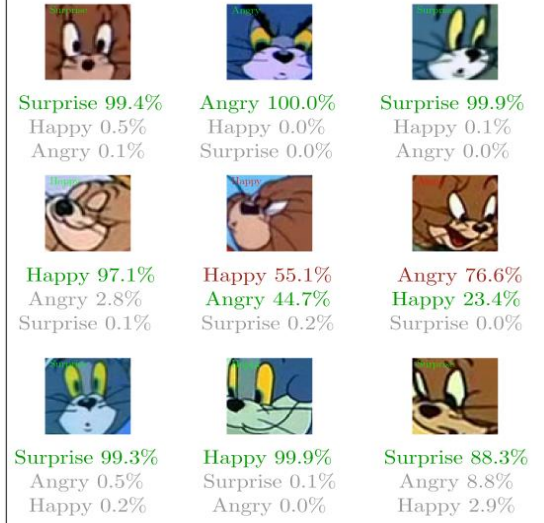 Surprise
Angry
Surprise
Surprise 99.4%
Happy 0.5%
Angry 0.1%
Angry 100.0%
Happy 0.0%
Surprise 0.0%
Surprise 99.9%
Happy 0.1%
Angry 0.0%
Happy
Happy 97.1%
Angry 2.8%
Surprise 0.1%
Happy 55.1%
Angry 44.7%
Surprise 0.2%
Angry 76.6%
Happy 23.4%
Surprise 0.0%
Surprise 99.3%
Angry 0.5%
Happy 0.2%
Happy 99.9%
Surprise 0.1%
Angry 0.0%
Surprise 88.3%
Angry 8.8%
Happy 2.9%